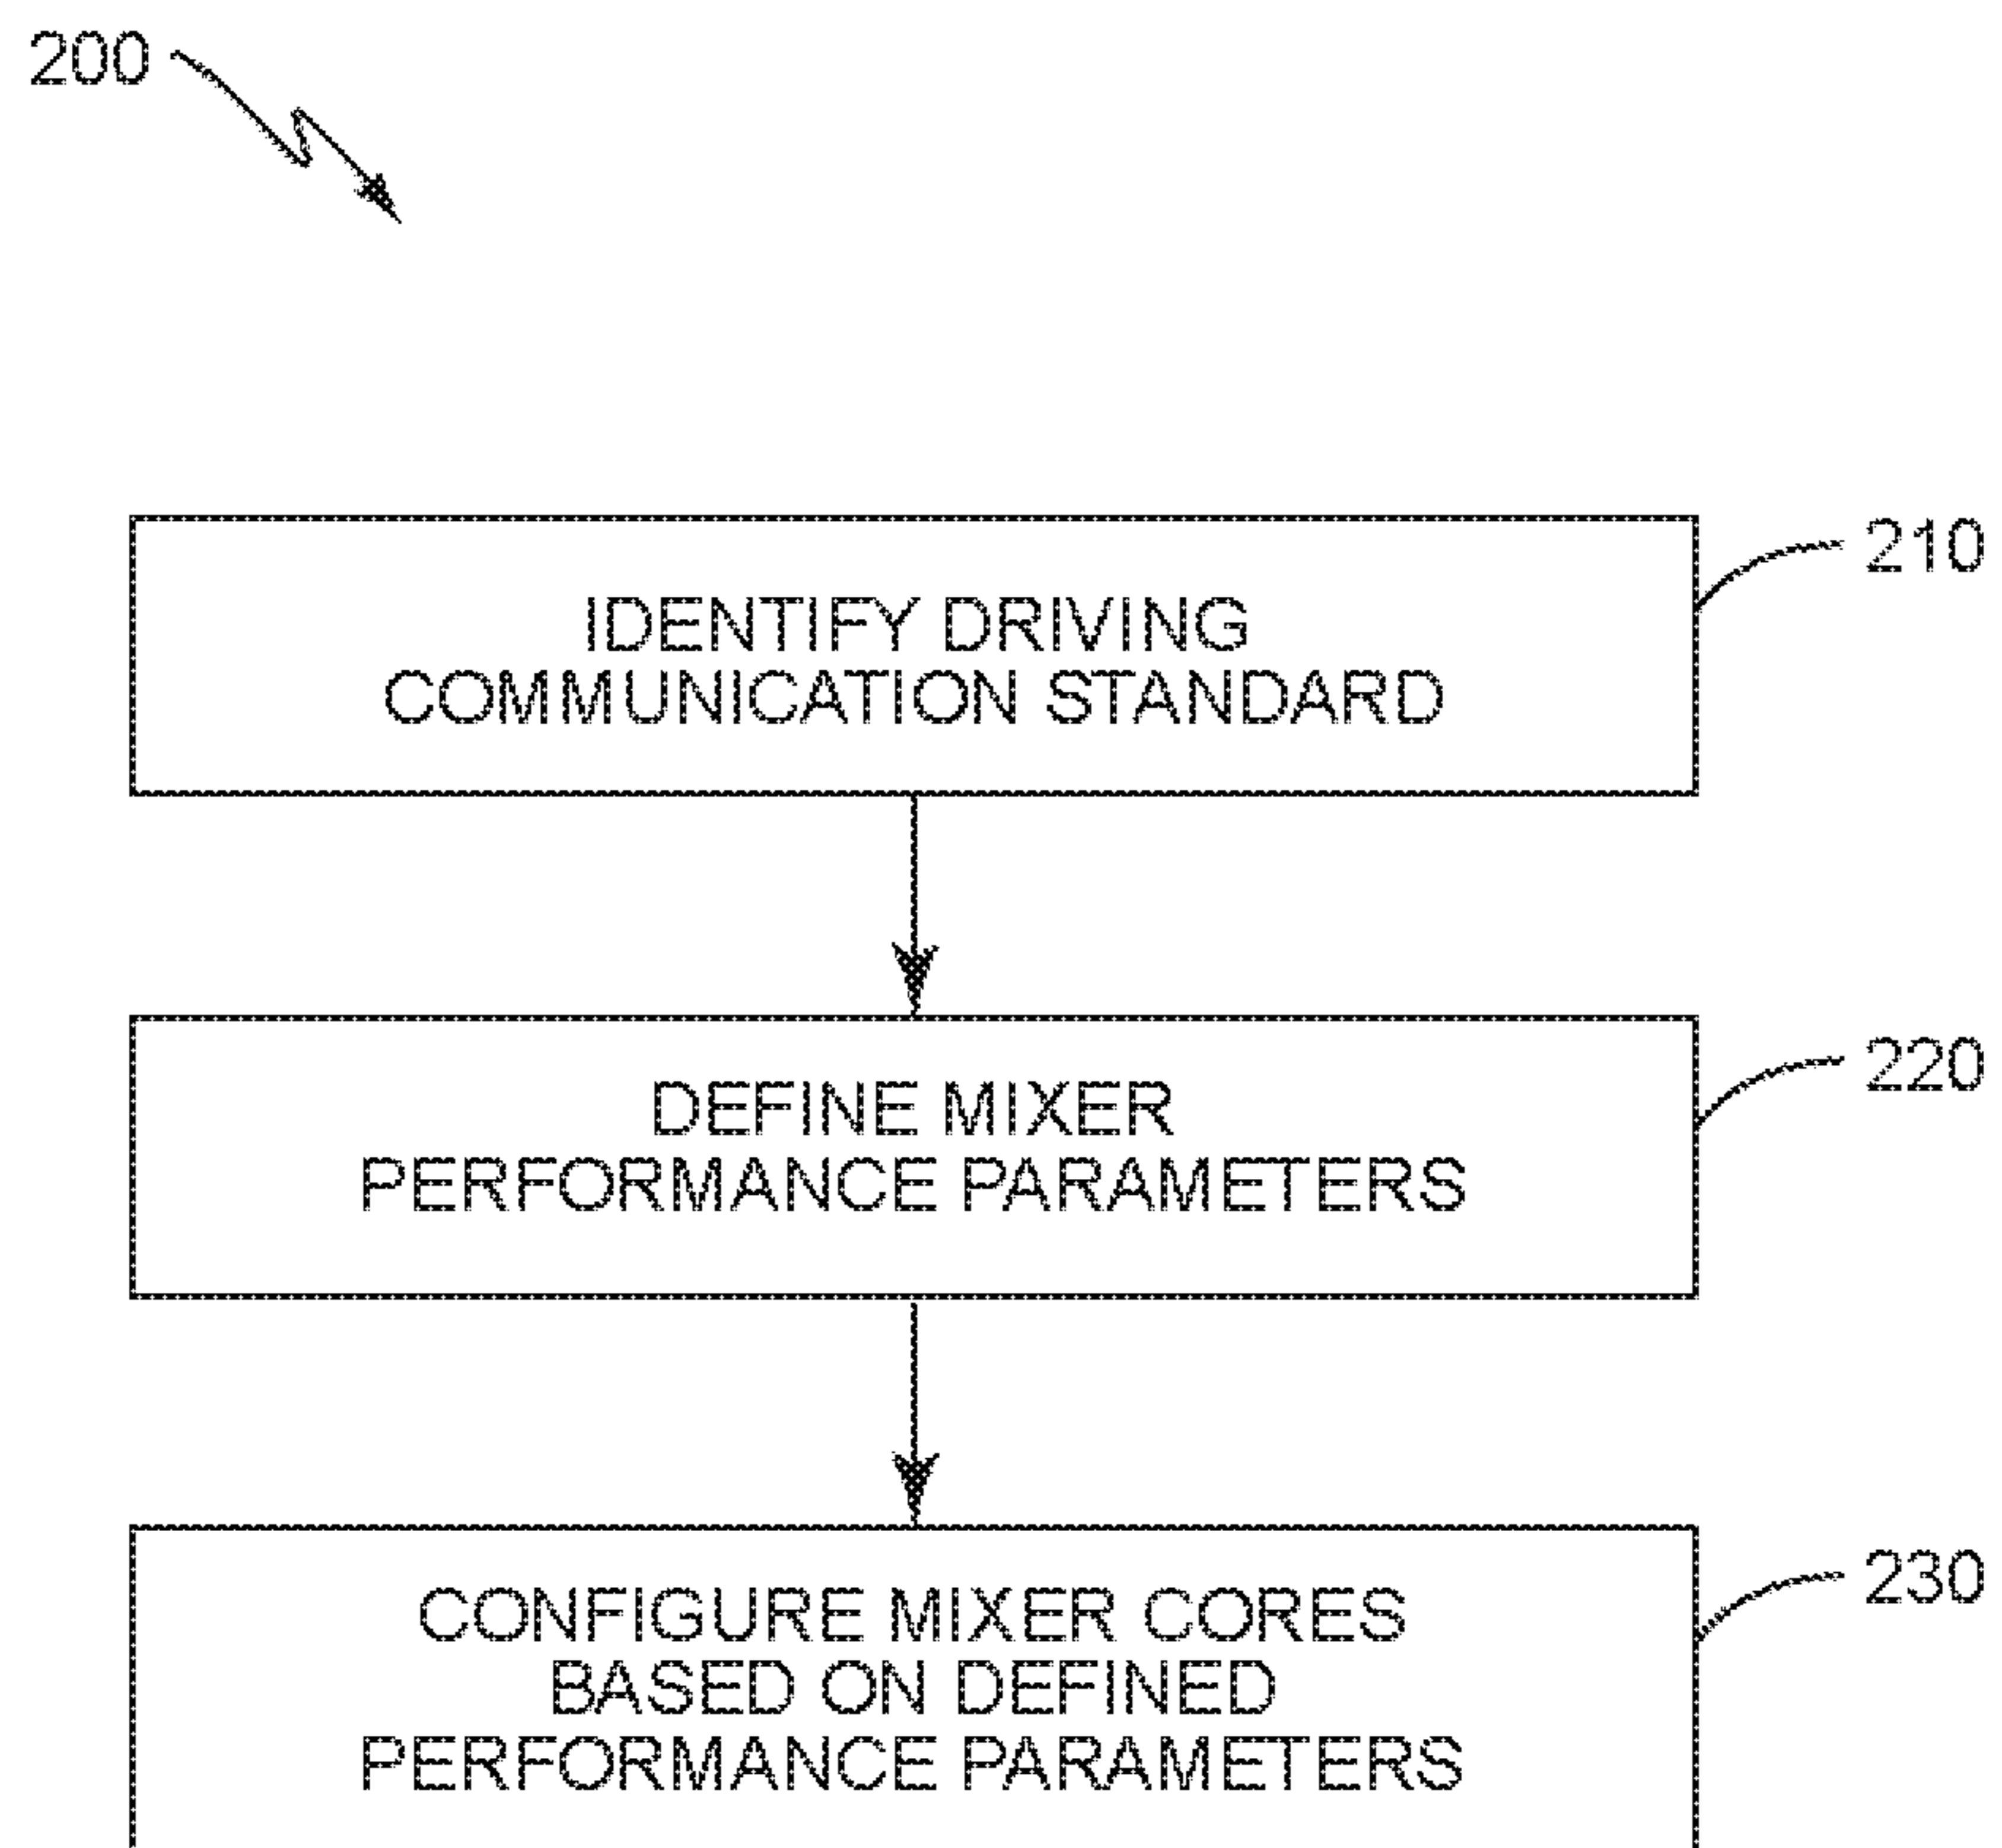 200
210
IDENTIFY DRIVING
COMMUNICATION STANDARD
220
DEFINE MIXER
PERFORMANCE PARAMETERS
230
CONFIGURE MIXER CORES
BASED ON DEFINED
PERFORMANCE PARAMETERS